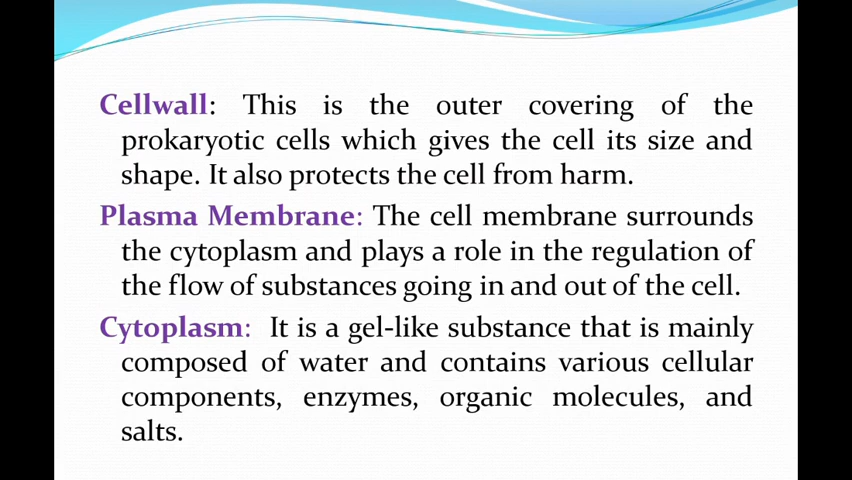 Cellwall: This is the outer covering of the
prokaryotic cells which gives the cell its size and
shape. It also protects the cell from harm.
Plasma Membrane: The cell membrane surrounds
the cytoplasm and plays a role in the regulation of
the flow of substances going in and out of the cell.
Cytoplasm: It is a gel-like substance that is mainly
composed of water and contains various cellular
components, enzymes, organic molecules, and
salts.